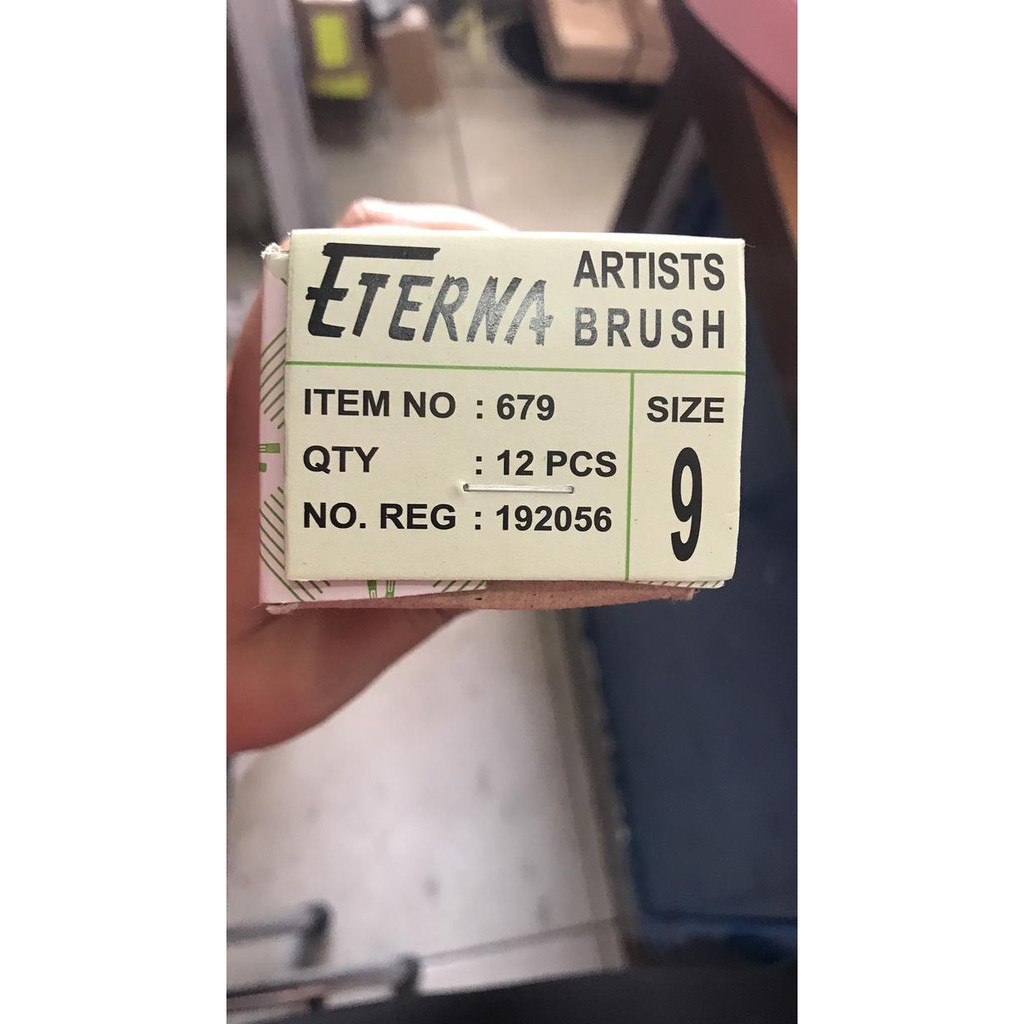 ETERNA ARTISTS BRUSH
ITEM NO : 679
QTY : 12 PCS
NO. REG : 192056
SIZE
9